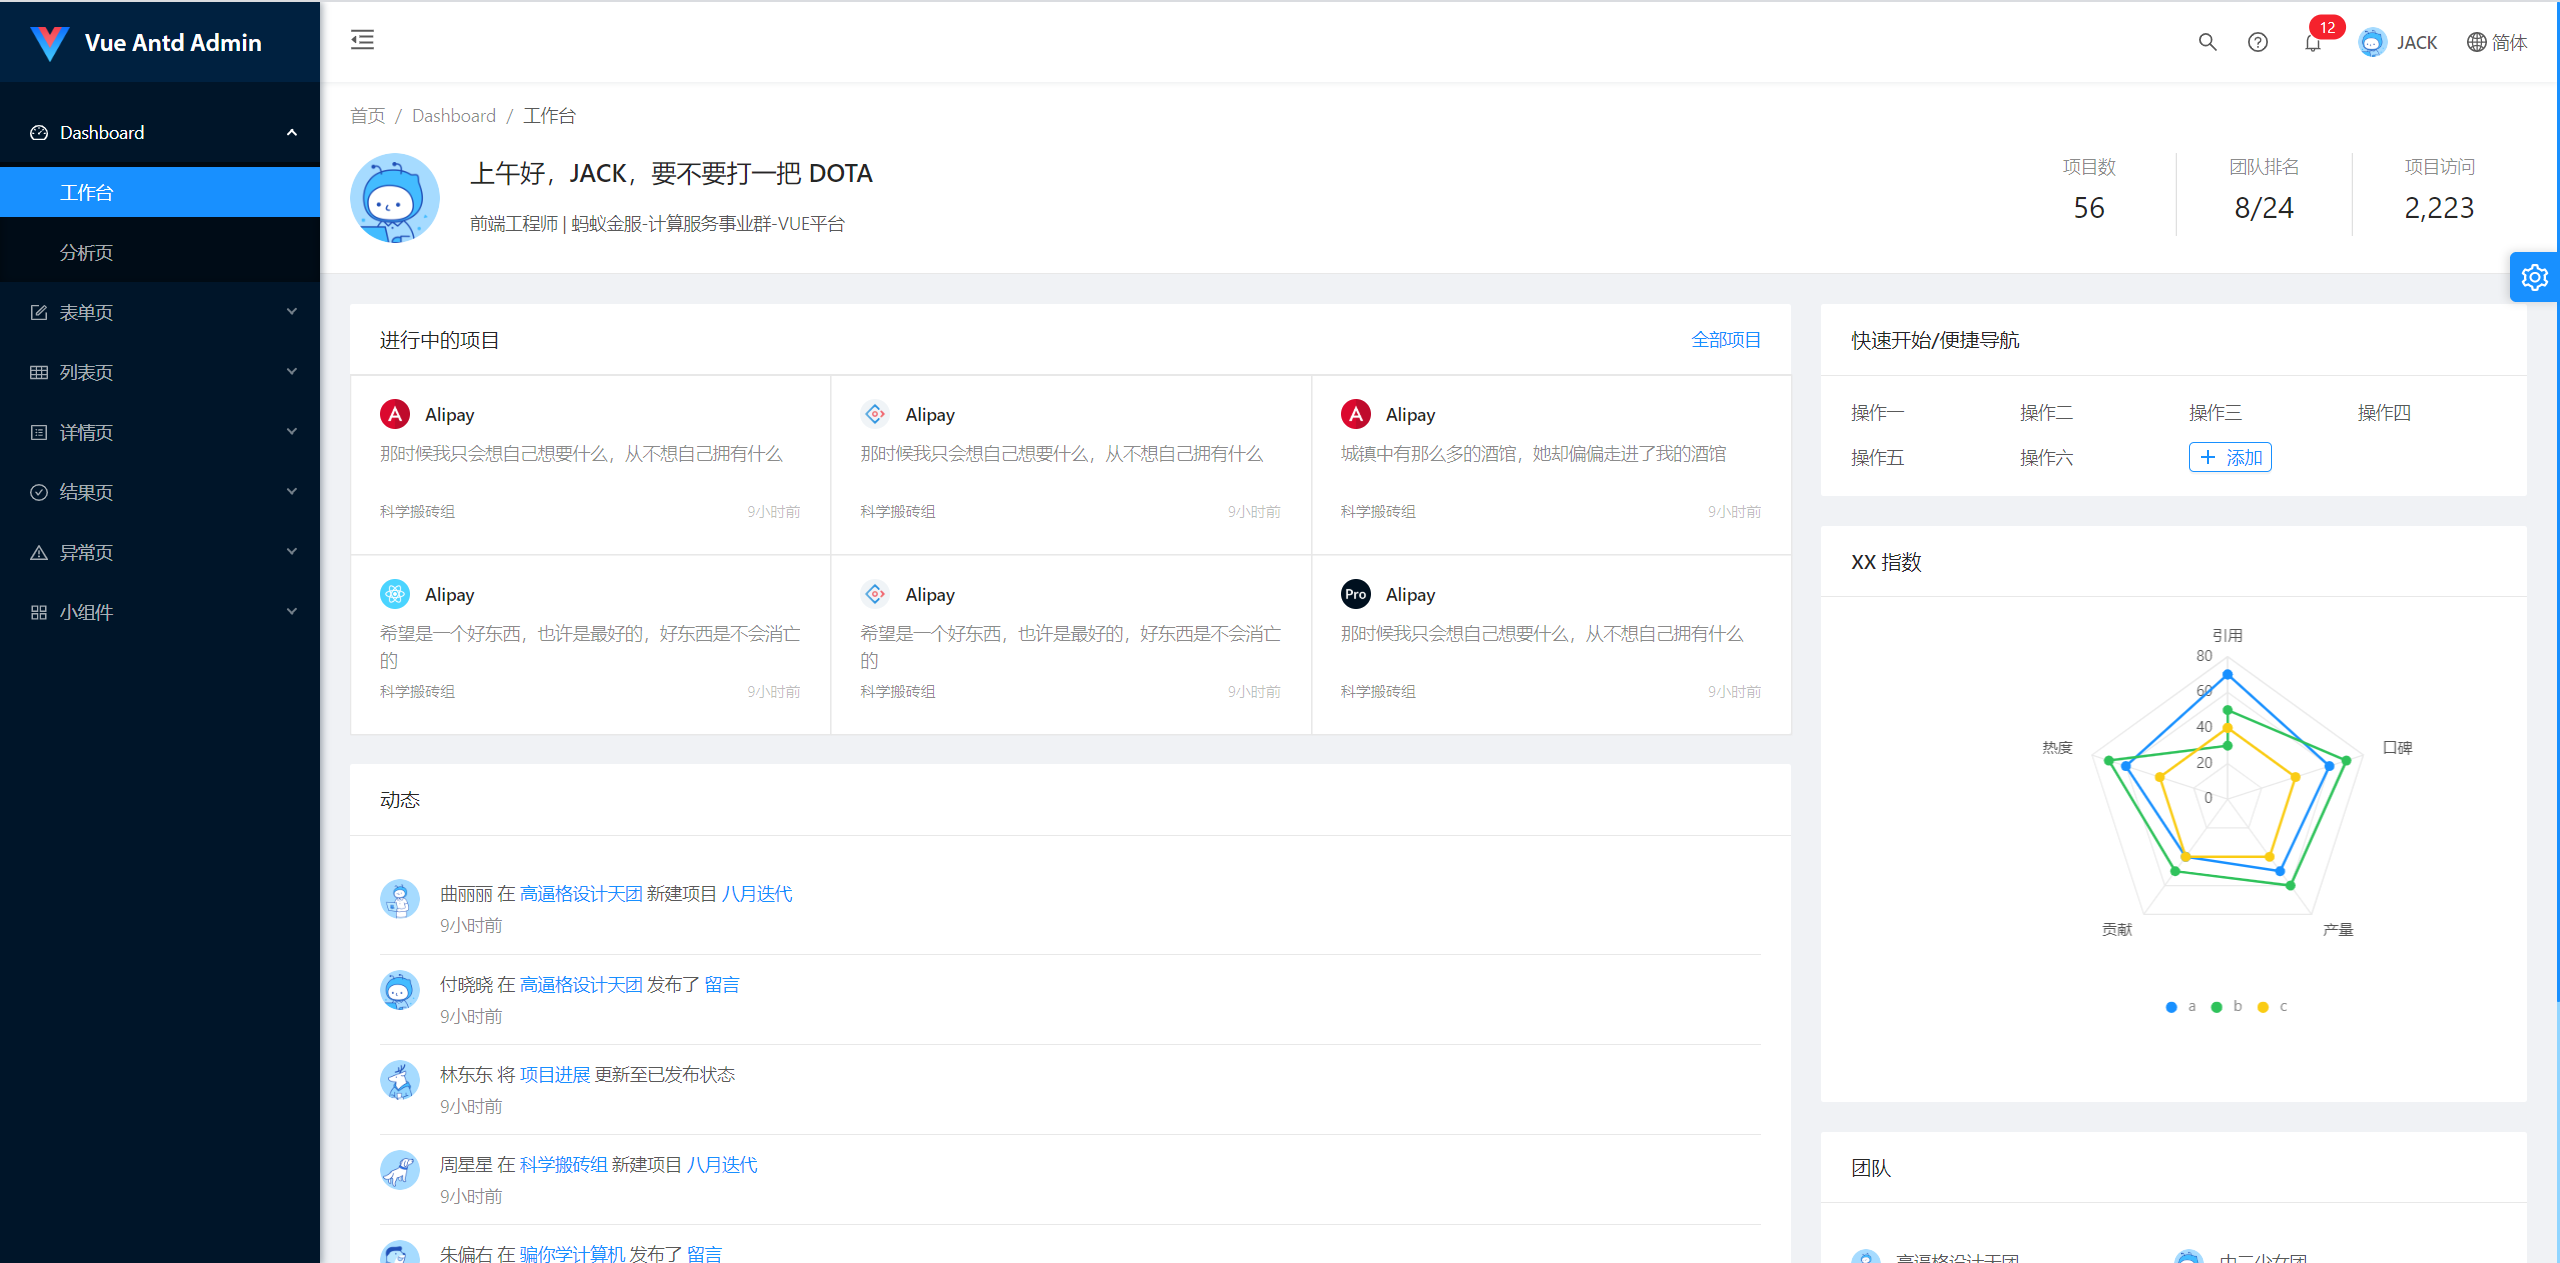 Vue Antd Admin
12
JACK
简体
Dashboard
工作台
分析页
表单页
列表页
详情页
结果页
异常页
小组件
首页 / Dashboard / 工作台
上午好，JACK，要不要打一把 DOTA
前端工程师 | 蚂蚁金服-计算服务事业群-VUE平台
项目数
56
团队排名
8/24
项目访问
2,223
进行中的项目
全部项目
Alipay
那时候我只会想自己想要什么，从不想自己拥有什么
科学搬砖组 9小时前
Alipay
那时候我只会想自己想要什么，从不想自己拥有什么
科学搬砖组 9小时前
Alipay
城镇中有那么多的酒馆，她却偏偏走进了我的酒馆
科学搬砖组 9小时前
Alipay
希望是一个好东西，也许是最好的，好东西是不会消亡
的
科学搬砖组 9小时前
Alipay
希望是一个好东西，也许是最好的，好东西是不会消亡
的
科学搬砖组 9小时前
Pro
Alipay
那时候我只会想自己想要什么，从不想自己拥有什么
科学搬砖组 9小时前
动态
曲丽丽 在 高逼格设计天团 新建项目 八月迭代
9小时前
付晓晓 在 高逼格设计天团 发布了 留言
9小时前
林东东 将 项目进展 更新至已发布状态
9小时前
周星星 在 科学搬砖组 新建项目 八月迭代
9小时前
朱偏右 在 骗你学计算机 发布了 留言
快速开始/便捷导航
操作一 操作二 操作三 操作四
操作五 操作六 添加
XX 指数
引用
80
60
40
20
0
热度
口碑
贡献
产量
a b c
团队
高逼格设计天团
中二少女团